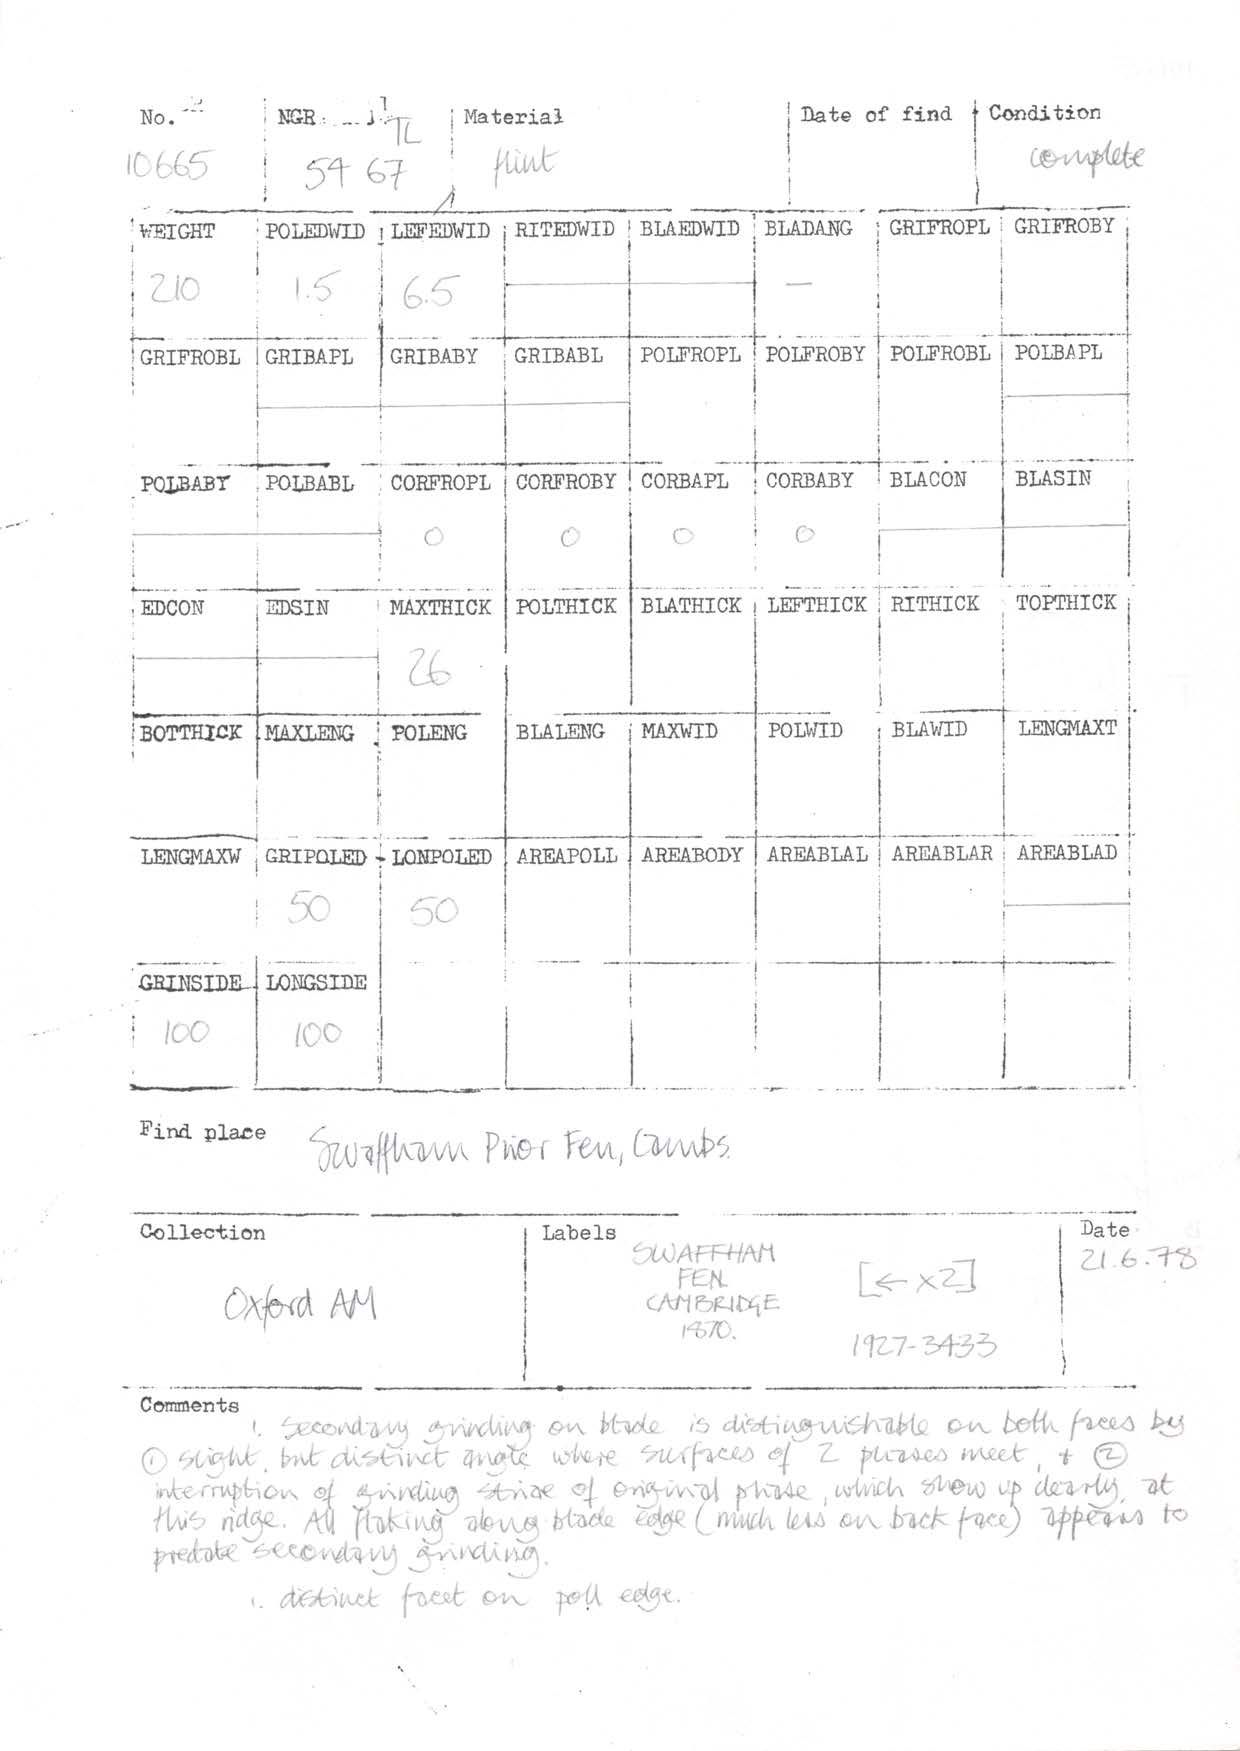 No. NGR Material Date of find Condition
10665 TL 54 67 flint complete
WEIGHT POLEDWID LEFEDWID RITEDWID BLAEDWID BLADANG GRIFROPL GRIFROBY
210 1.5 6.5 —
GRIFROBL GRIBAPL GRIBABY GRIBABL POLFROPL POLFROBY POLFROBL POLBAPL
POLBABY POLBABL CORFROPL CORFROBY CORBAPL CORBABY BLACON BLASIN
0 0 0 0
EDCON EDSIN MAXTHICK POLTHICK BLATHICK LEFTHICK RITHICK TOPTHICK
26
BOTTHICK MAXLENG POLENG BLALENG MAXWID POLWID BLAWID LENGMAXT
LENGMAXW GRIPOLED LONPOLED AREAPOLL AREABODY AREABLAL AREABLAR AREABLAD
50 50
GRINSIDE LONGSIDE
100 100
Find place Swaffham Prior Fen, Cambs.
Collection Labels Date
Oxford AM
SWAFFHAM
FEN.
CAMBRIDGE
1870.
[← x2]
1927-3433
21.6.78
Comments
1. Secondary grinding on blade is distinguishable on both faces by
① slight, but distinct angle where surfaces of 2 phases meet, + ②
interruption of grinding striae of original phase, which show up clearly, at
this ridge. All flaking along blade edge (much less on back face) appears to
predate secondary grinding.
1. distinct facet on poll edge.